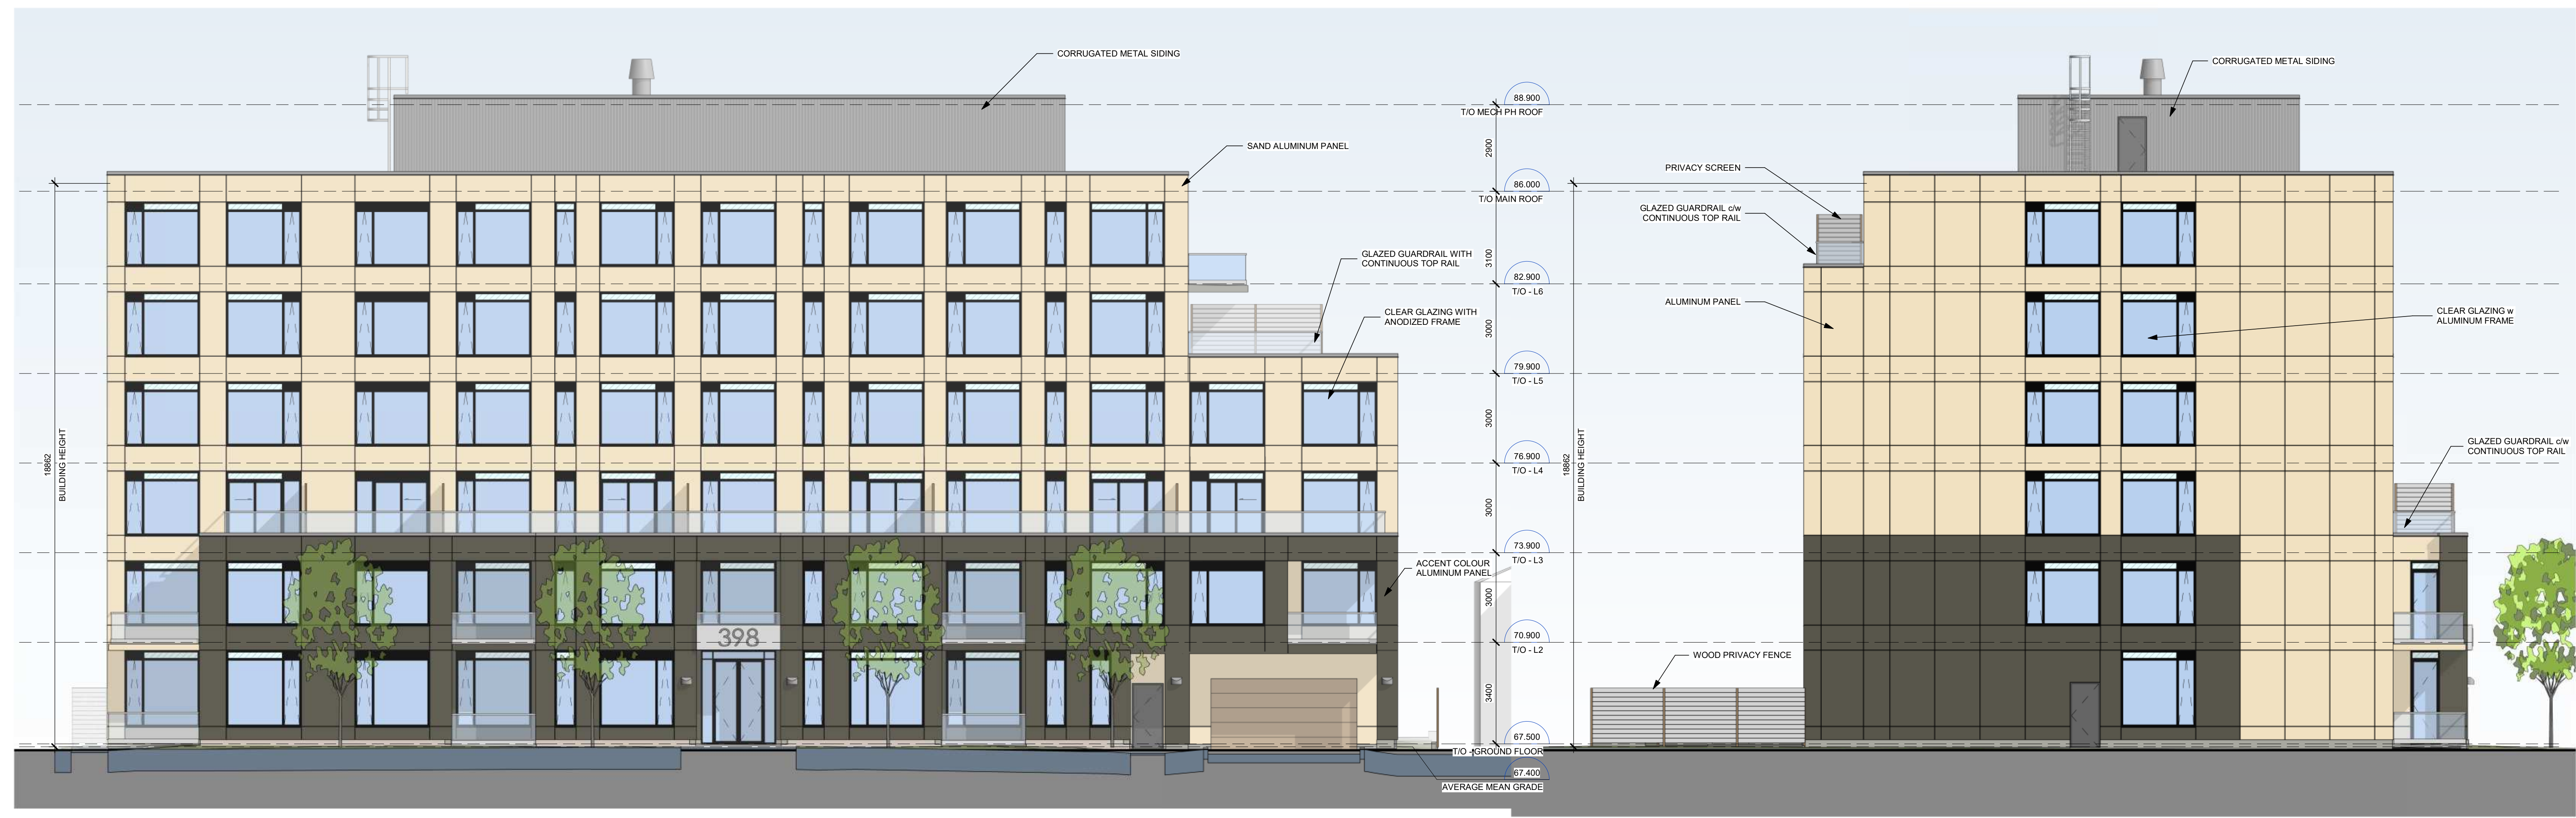 CORRUGATED METAL SIDING
SAND ALUMINUM PANEL
GLAZED GUARDRAIL WITH
CONTINUOUS TOP RAIL
CLEAR GLAZING WITH
ANODIZED FRAME
ACCENT COLOUR
ALUMINUM PANEL
398
18862
BUILDING HEIGHT
88.900
T/O MECH PH ROOF
2900
86.000
T/O MAIN ROOF
3100
82.900
T/O - L6
3000
79.900
T/O - L5
3000
76.900
T/O - L4
3000
73.900
T/O - L3
3000
70.900
T/O - L2
3400
67.500
T/O - GROUND FLOOR
67.400
AVERAGE MEAN GRADE
18862
BUILDING HEIGHT
CORRUGATED METAL SIDING
PRIVACY SCREEN
GLAZED GUARDRAIL c/w
CONTINUOUS TOP RAIL
ALUMINUM PANEL
CLEAR GLAZING w
ALUMINUM FRAME
GLAZED GUARDRAIL c/w
CONTINUOUS TOP RAIL
WOOD PRIVACY FENCE